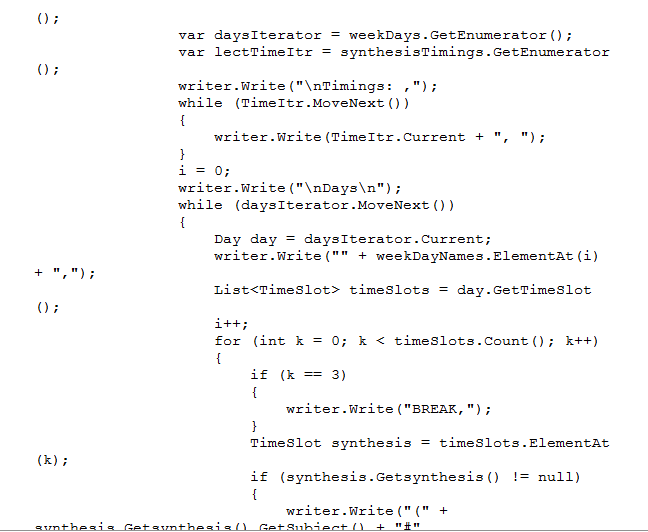 ();
var daysIterator = weekDays.GetEnumerator();
var lectTimeItr = synthesisTimings.GetEnumerator
();
writer.Write("\nTimings: ,");
while (TimeItr.MoveNext())
{
writer.Write(TimeItr.Current + ", ");
}
i = 0;
writer.Write("\nDays\n");
while (daysIterator.MoveNext())
{
Day day = daysIterator.Current;
writer.Write("" + weekDayNames.ElementAt(i)
+ ",");
List<TimeSlot> timeSlots = day.GetTimeSlot
();
i++;
for (int k = 0; k < timeSlots.Count(); k++)
{
if (k == 3)
{
writer.Write("BREAK,");
}
TimeSlot synthesis = timeSlots.ElementAt
(k);
if (synthesis.Getsynthesis() != null)
{
writer.Write("(" +
synthesis.Getsynthesis().GetSubject() + "#"